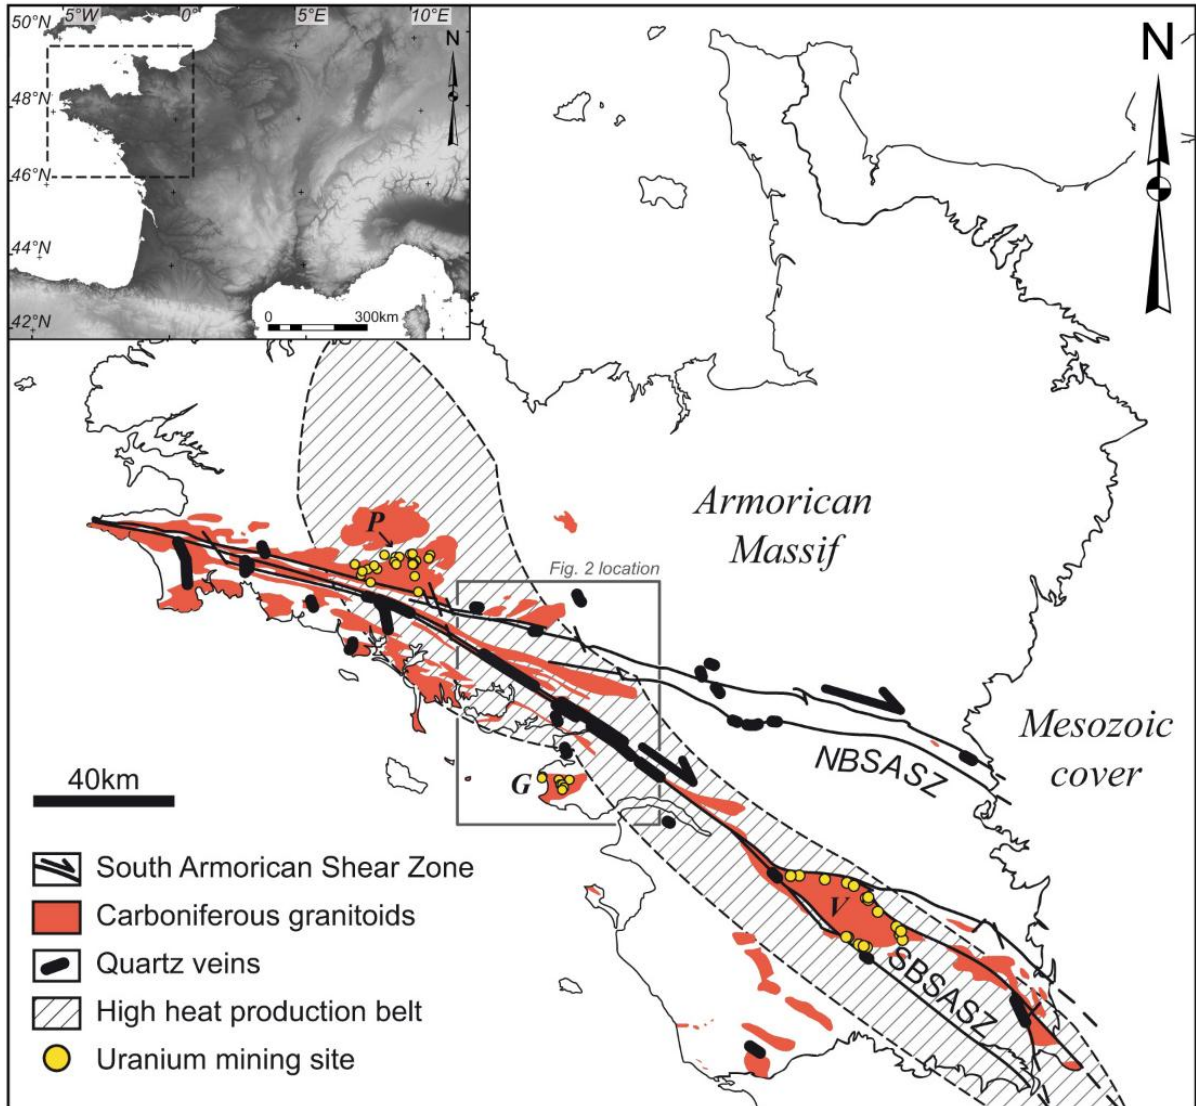 50°N
5°W
0°
5°E
10°E
N
48°N
46°N
44°N
42°N
0
300km
N
Armorican
Massif
P
Fig. 2 location
Mesozoic
cover
NBSASZ
40km
G
V
SBSASZ
South Armorican Shear Zone
Carboniferous granitoids
Quartz veins
High heat production belt
Uranium mining site